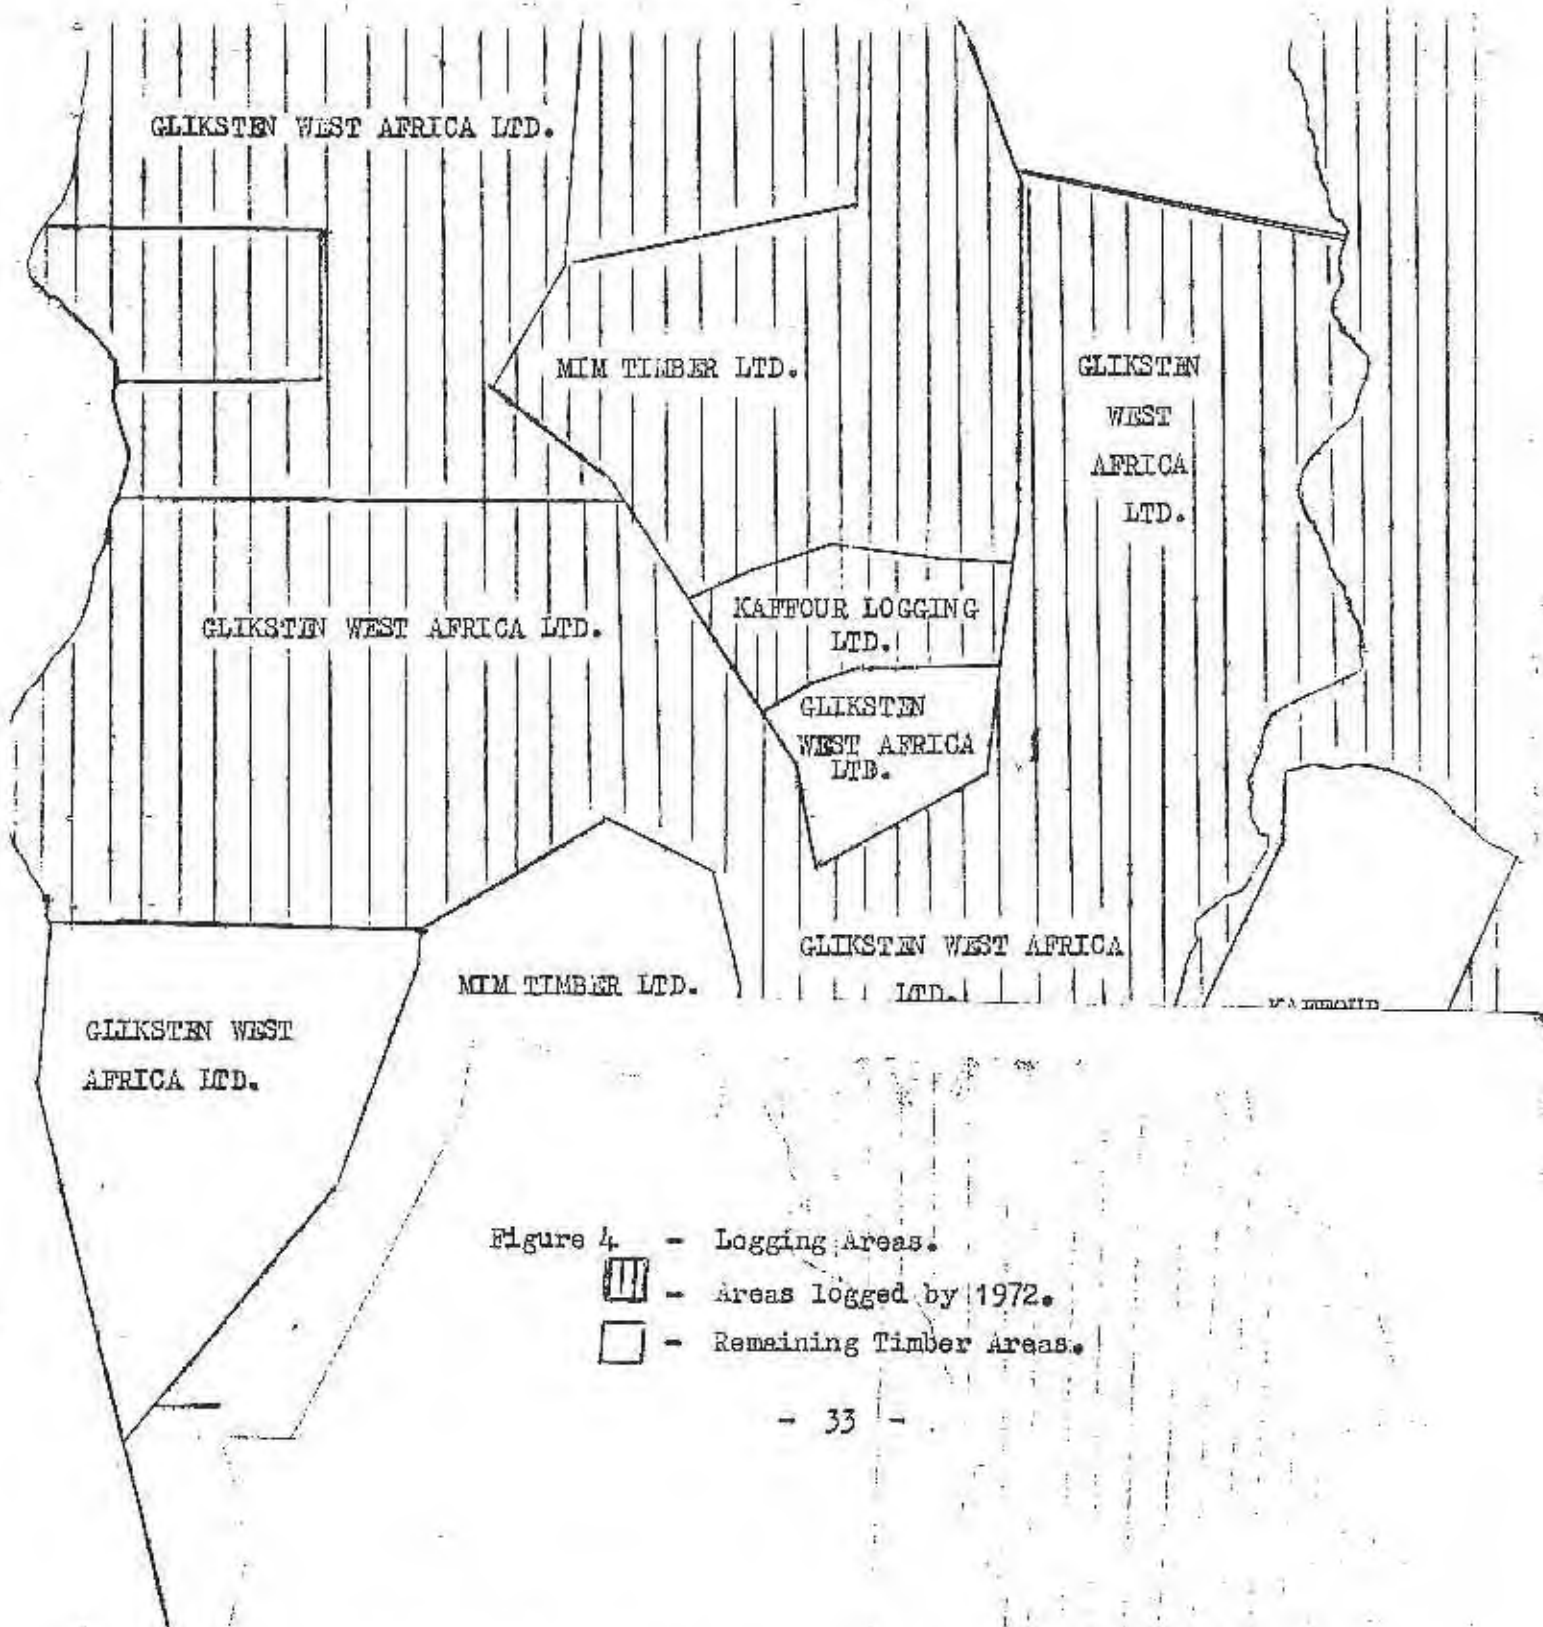 GLIKSTEN WEST AFRICA LTD.
MIM TIMBER LTD.
GLIKSTEN
WEST
AFRICA
LTD.
GLIKSTEN WEST AFRICA LTD.
KAFFOUR LOGGING
LTD.
GLIKSTEN
WEST AFRICA
LTD.
GLIKSTEN WEST AFRICA
LTD.
MIM TIMBER LTD.
GLIKSTEN WEST
AFRICA LTD.
Figure 4 - Logging Areas.
- Areas logged by 1972.
- Remaining Timber Areas.
- 33 -